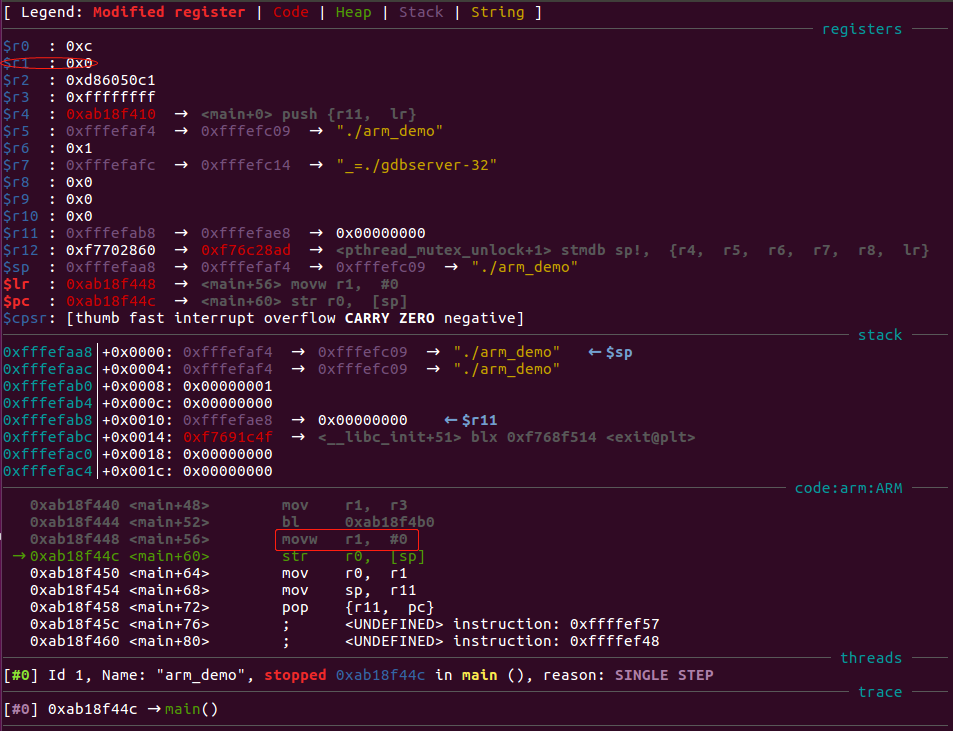 [ Legend: Modified register | Code | Heap | Stack | String ]
registers
$r0  : 0xc
$r1  : 0x0
$r2  : 0xd86050c1
$r3  : 0xffffffff
$r4  : 0xab18f410  →  <main+0> push {r11,  lr}
$r5  : 0xfffefaf4  →  0xfffefc09  →  "./arm_demo"
$r6  : 0x1
$r7  : 0xfffefafc  →  0xfffefc14  →  "_=./gdbserver-32"
$r8  : 0x0
$r9  : 0x0
$r10 : 0x0
$r11 : 0xfffefab8  →  0xfffefae8  →  0x00000000
$r12 : 0xf7702860  →  0xf76c28ad  →  <pthread_mutex_unlock+1> stmdb sp!,  {r4,  r5,  r6,  r7,  r8,  lr}
$sp  : 0xfffefaa8  →  0xfffefaf4  →  0xfffefc09  →  "./arm_demo"
$lr  : 0xab18f448  →  <main+56> movw r1,  #0
$pc  : 0xab18f44c  →  <main+60> str r0,  [sp]
$cpsr: [thumb fast interrupt overflow CARRY ZERO negative]
stack
0xfffefaa8│+0x0000: 0xfffefaf4  →  0xfffefc09  →  "./arm_demo"   ←$sp
0xfffefaac│+0x0004: 0xfffefaf4  →  0xfffefc09  →  "./arm_demo"
0xfffefab0│+0x0008: 0x00000001
0xfffefab4│+0x000c: 0x00000000
0xfffefab8│+0x0010: 0xfffefae8  →  0x00000000    ←$r11
0xfffefabc│+0x0014: 0xf7691c4f  →  <__libc_init+51> blx 0xf768f514 <exit@plt>
0xfffefac0│+0x0018: 0x00000000
0xfffefac4│+0x001c: 0x00000000
code:arm:ARM
0xab18f440 <main+48>        mov    r1,  r3
0xab18f444 <main+52>        bl     0xab18f4b0
0xab18f448 <main+56>        movw   r1,  #0
→0xab18f44c <main+60>        str    r0,  [sp]
0xab18f450 <main+64>        mov    r0,  r1
0xab18f454 <main+68>        mov    sp,  r11
0xab18f458 <main+72>        pop    {r11,  pc}
0xab18f45c <main+76>        ;      <UNDEFINED> instruction: 0xffffef57
0xab18f460 <main+80>        ;      <UNDEFINED> instruction: 0xffffef48
threads
[#0] Id 1, Name: "arm_demo", stopped 0xab18f44c in main (), reason: SINGLE STEP
trace
[#0] 0xab18f44c →main()